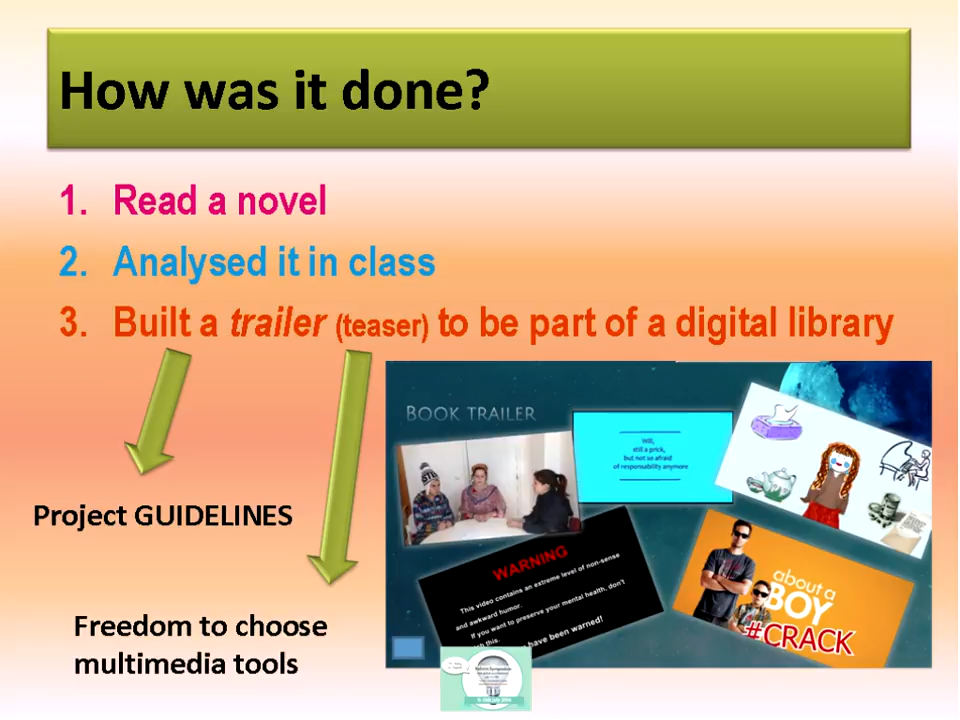 How was it done?
1. Read a novel
2. Analysed it in class
3. Built a trailer (teaser) to be part of a digital library
Project GUIDELINES
Freedom to choose
multimedia tools
BOOK TRAILER
Will,
still a prick,
but not so afraid
of responsability anymore
WARNING
This video contains an extreme level of non-sense
and awkward humor.
If you want to preserve your mental health, don't
this.
have been warned!
about a
BOY
#CRACK